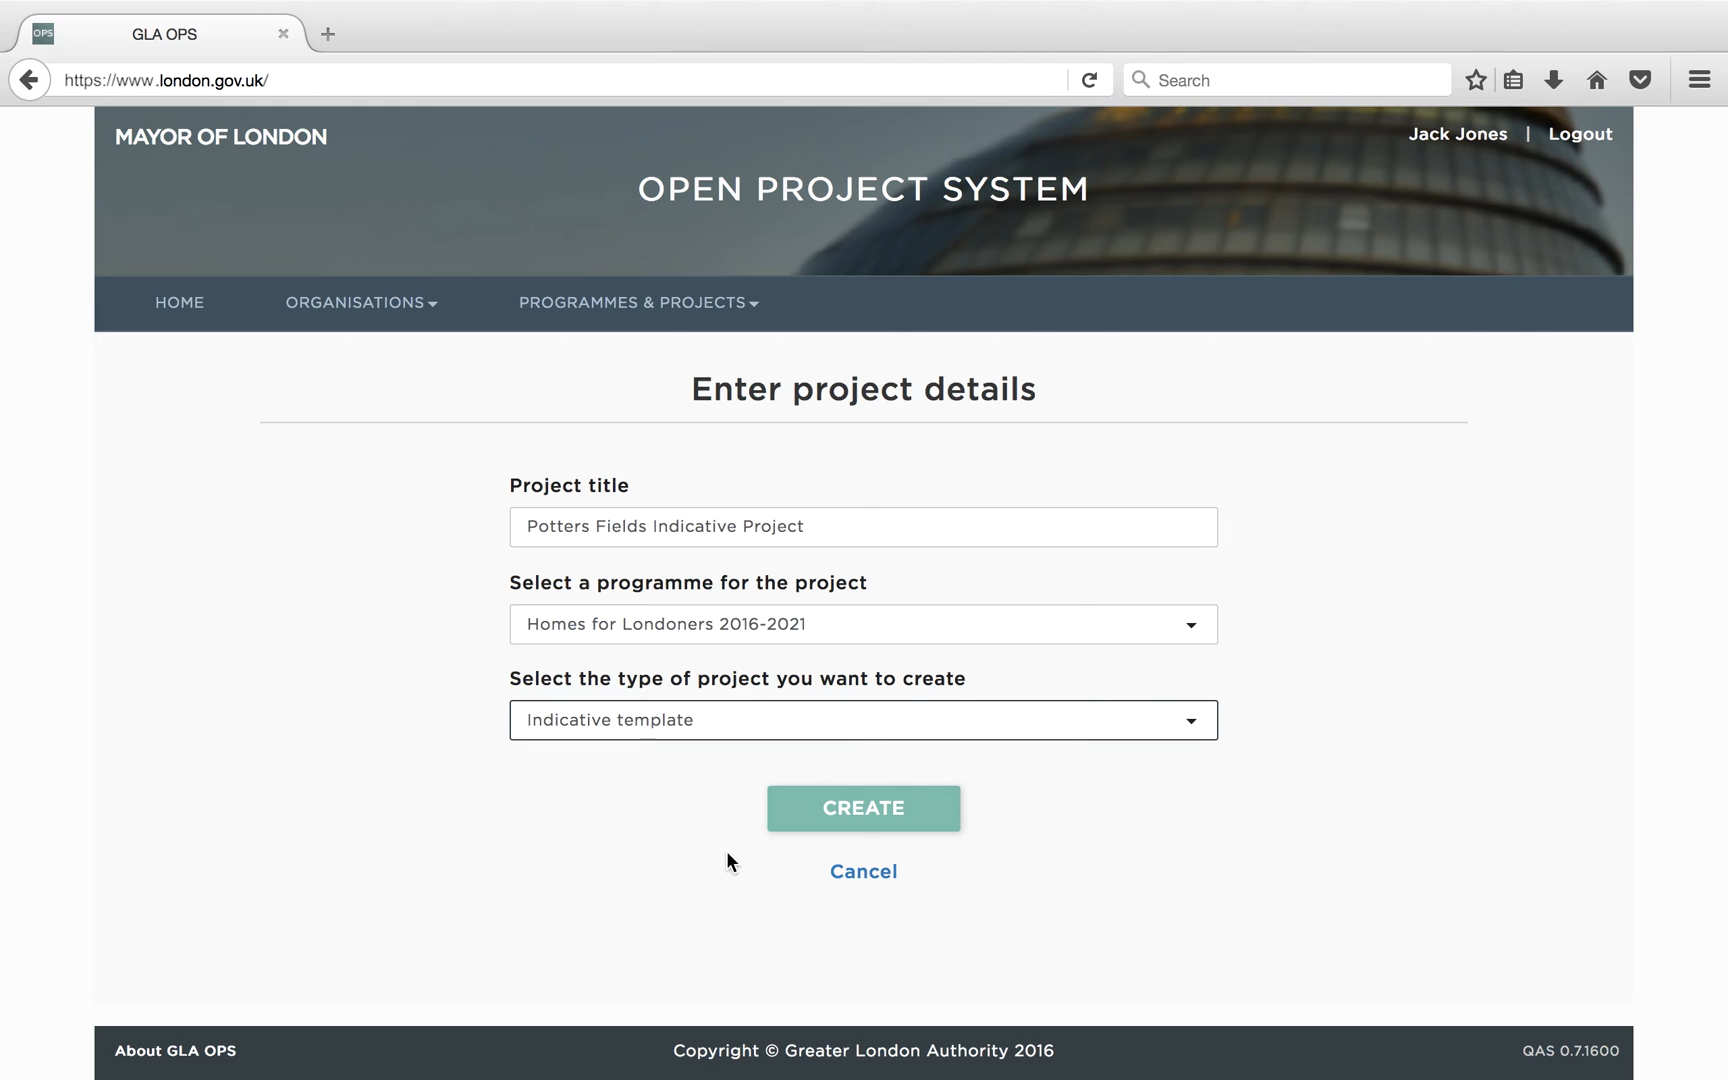 OPS
GLA OPS
https://www.london.gov.uk/
Search
MAYOR OF LONDON
Jack Jones | Logout
OPEN PROJECT SYSTEM
HOME
ORGANISATIONS
PROGRAMMES & PROJECTS
Enter project details
Project title
Potters Fields Indicative Project
Select a programme for the project
Homes for Londoners 2016-2021
Select the type of project you want to create
Indicative template
CREATE
Cancel
About GLA OPS
Copyright © Greater London Authority 2016
QAS 0.7.1600